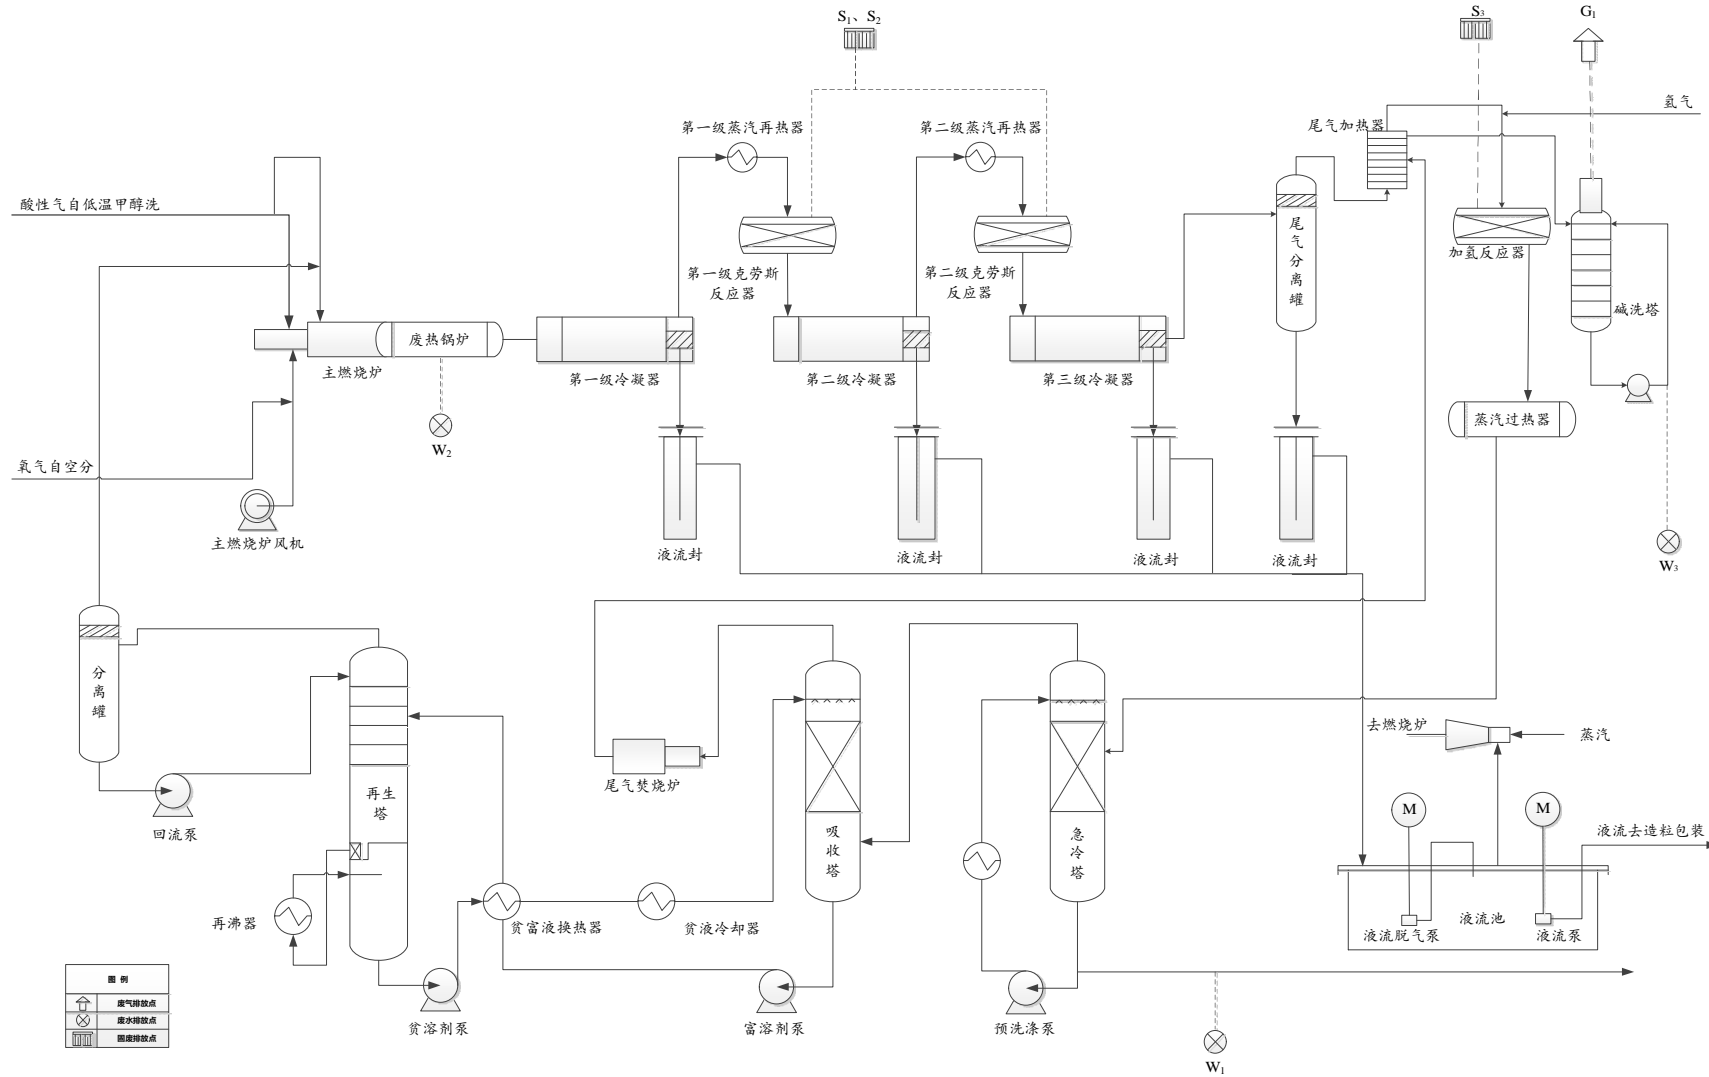 S₁、S₂
S₃
G₁
氢气
第一级蒸汽再热器
第二级蒸汽再热器
尾气加热器
酸性气自低温甲醇洗
尾
气
分
离
罐
加氢反应器
第一级克劳斯
反应器
第二级克劳斯
反应器
碱洗塔
废热锅炉
主燃烧炉
第一级冷凝器
第二级冷凝器
第三级冷凝器
蒸汽过热器
W₂
氧气自空分
主燃烧炉风机
液流封
液流封
液流封
液流封
W₃
分
离
罐
去燃烧炉
蒸汽
尾气焚烧炉
再生
塔
回流泵
吸
收
塔
急
冷
塔
M
M
液流去造粒包装
再沸器
贫富液换热器
贫液冷却器
液流池
液流脱气泵
液流泵
图 例
废气排放点
废水排放点
固废排放点
贫溶剂泵
富溶剂泵
预洗涤泵
W₁